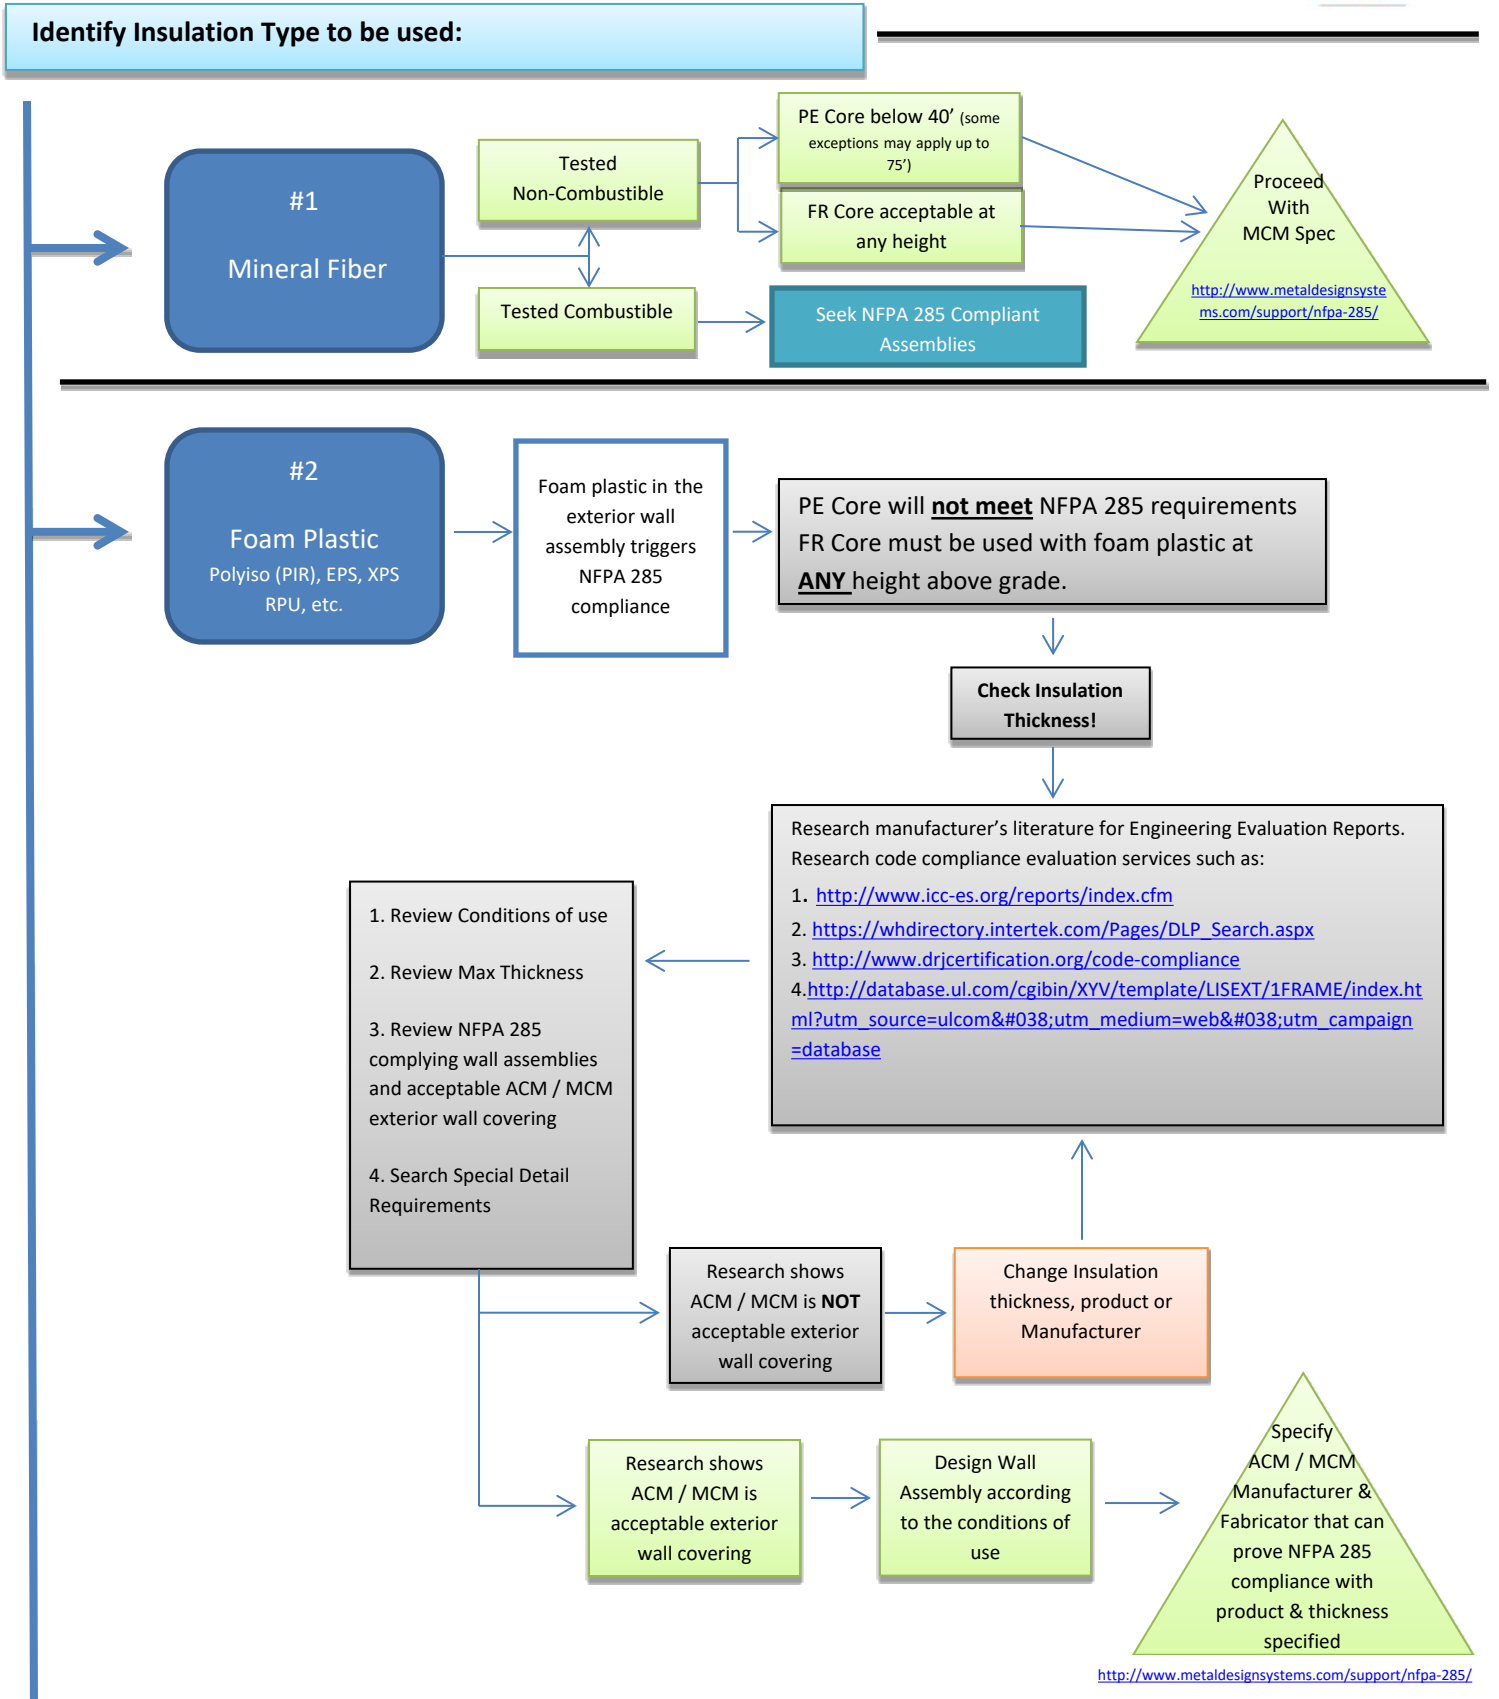 Identify Insulation Type to be used:
#1
Mineral Fiber
Tested
Non-Combustible
PE Core below 40’ (some
exceptions may apply up to
75’)
FR Core acceptable at
any height
Tested Combustible
Seek NFPA 285 Compliant
Assemblies
Proceed
With
MCM Spec
http://www.metaldesignsyste
ms.com/support/nfpa-285/
#2
Foam Plastic
Polyiso (PIR), EPS, XPS
RPU, etc.
Foam plastic in the
exterior wall
assembly triggers
NFPA 285
compliance
PE Core will not meet NFPA 285 requirements
FR Core must be used with foam plastic at
ANY height above grade.
Check Insulation
Thickness!
Research manufacturer’s literature for Engineering Evaluation Reports.
Research code compliance evaluation services such as:
1. http://www.icc-es.org/reports/index.cfm
2. https://whdirectory.intertek.com/Pages/DLP_Search.aspx
3. http://www.drjcertification.org/code-compliance
4.http://database.ul.com/cgibin/XYV/template/LISEXT/1FRAME/index.ht
ml?utm_source=ulcom&#038;utm_medium=web&#038;utm_campaign
=database
1. Review Conditions of use
2. Review Max Thickness
3. Review NFPA 285
complying wall assemblies
and acceptable ACM / MCM
exterior wall covering
4. Search Special Detail
Requirements
Research shows
ACM / MCM is NOT
acceptable exterior
wall covering
Change Insulation
thickness, product or
Manufacturer
Research shows
ACM / MCM is
acceptable exterior
wall covering
Design Wall
Assembly according
to the conditions of
use
Specify
ACM / MCM
Manufacturer &
Fabricator that can
prove NFPA 285
compliance with
product & thickness
specified
http://www.metaldesignsystems.com/support/nfpa-285/